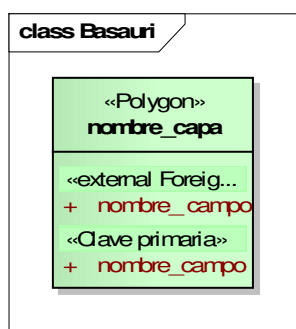 class Basauri
«Polygon»
nombre_capa
«external Foreig...
+ nombre_campo
«Clave primaria»
+ nombre_campo